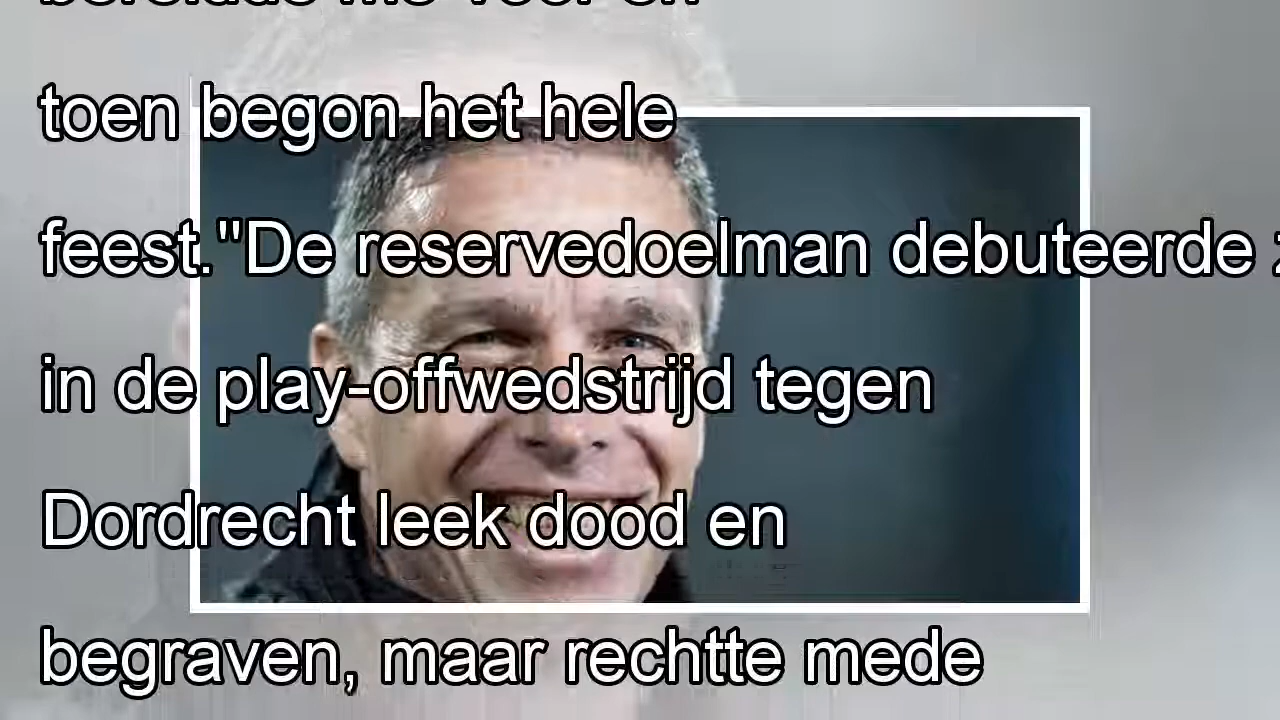 toen begon het hele
feest."De reservedoelman debuteerde
in de play-offwedstrijd tegen
Dordrecht leek dood en
begraven, maar rechtte mede